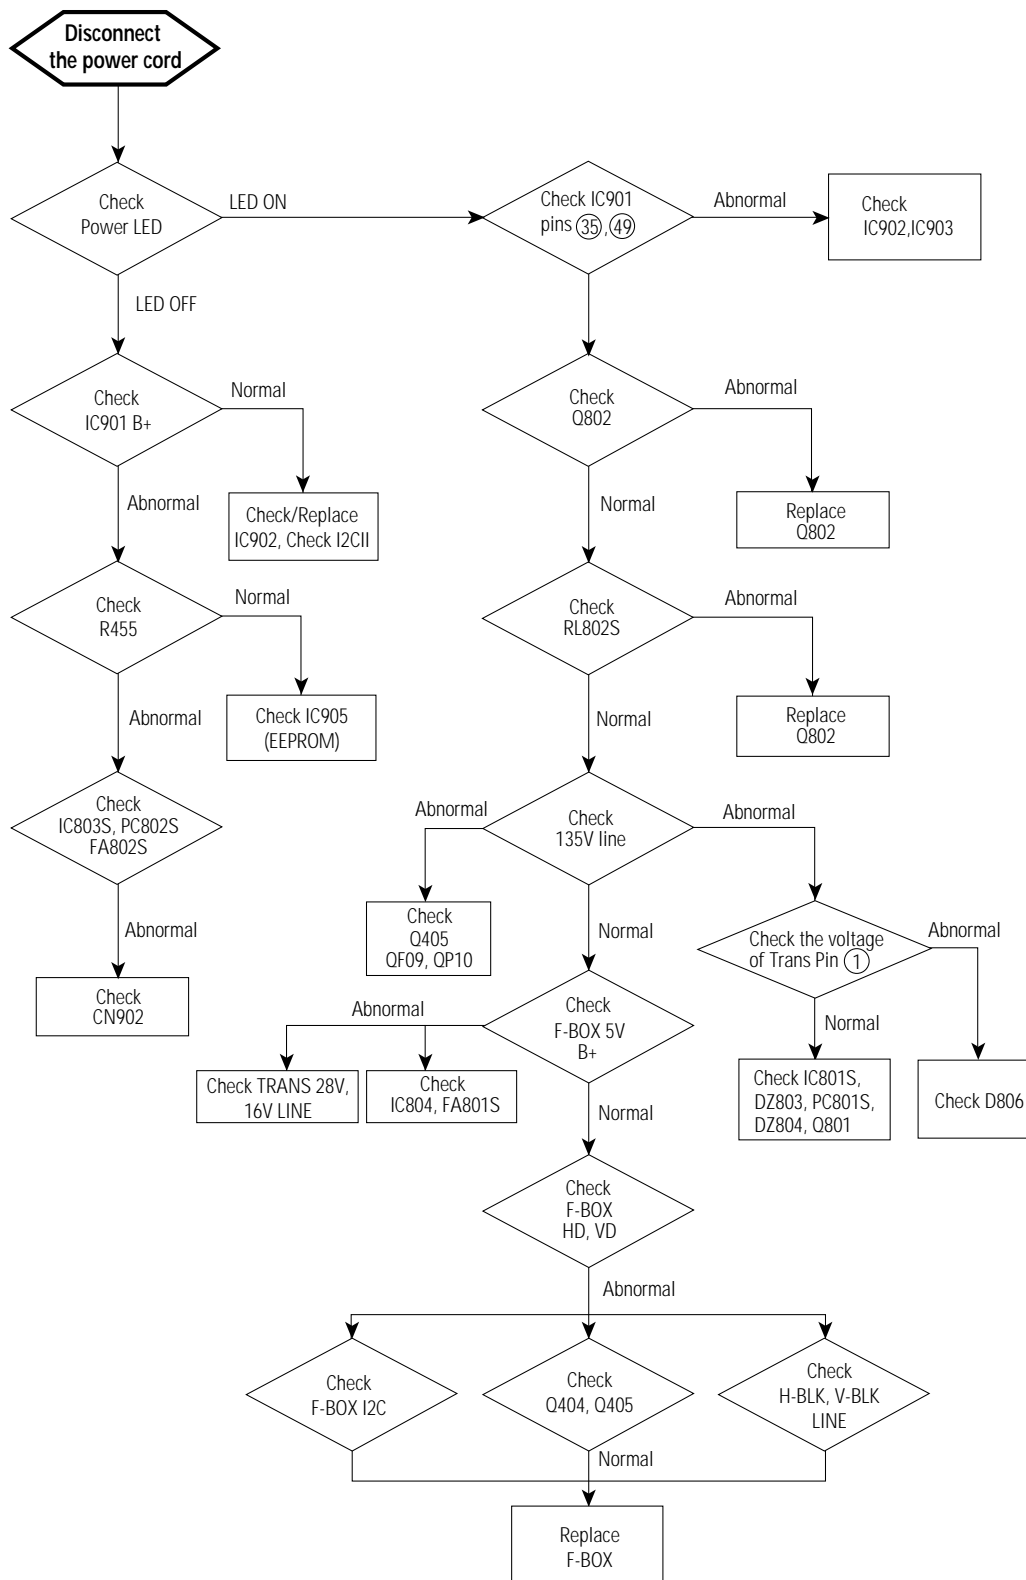 Disconnect
the power cord
Check
Power LED
LED ON
Check IC901
pins 35, 49
Abnormal
Check
IC902,IC903
LED OFF
Check
IC901 B+
Normal
Check/Replace
IC902, Check I2CII
Abnormal
Check
R455
Normal
Check IC905
(EEPROM)
Abnormal
Check
IC803S, PC802S
FA802S
Abnormal
Check
CN902
Check
Q802
Abnormal
Replace
Q802
Normal
Check
RL802S
Abnormal
Replace
Q802
Normal
Check
135V line
Abnormal
Check
Q405
QF09, QP10
Abnormal
Check the voltage
of Trans Pin 1
Abnormal
Check D806
Normal
Check IC801S,
DZ803, PC801S,
DZ804, Q801
Normal
Check
F-BOX 5V
B+
Abnormal
Check TRANS 28V,
16V LINE
Check
IC804, FA801S
Normal
Check
F-BOX
HD, VD
Abnormal
Check
F-BOX I2C
Check
Q404, Q405
Check
H-BLK, V-BLK
LINE
Normal
Replace
F-BOX